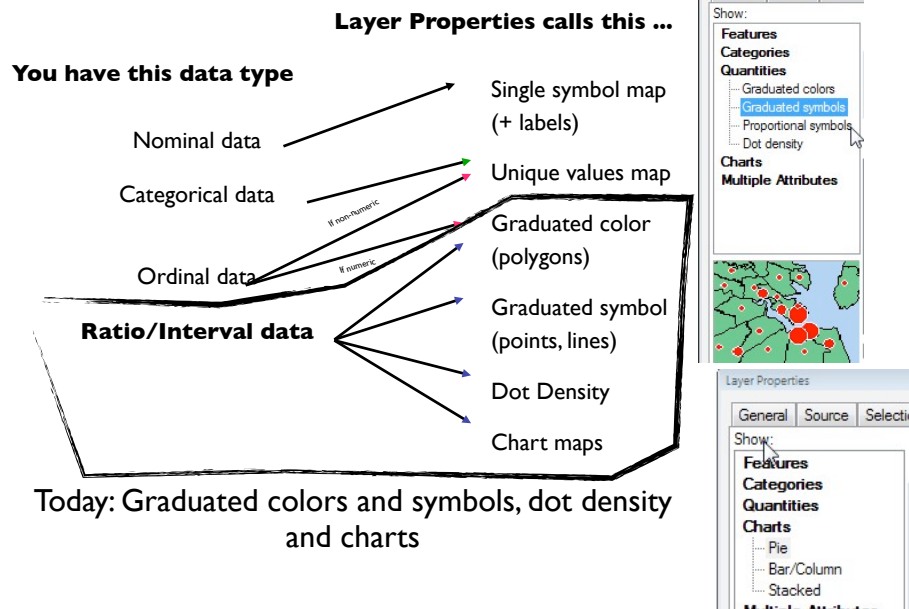 Layer Properties calls this ...
You have this data type
Nominal data
Categorical data
Ordinal data
Ratio/Interval data
If non-numeric
If numeric
Single symbol map
(+ labels)
Unique values map
Graduated color
(polygons)
Graduated symbol
(points, lines)
Dot Density
Chart maps
Today: Graduated colors and symbols, dot density
and charts
Show:
Features
Categories
Quantities
Graduated colors
Graduated symbols
Proportional symbols
Dot density
Charts
Multiple Attributes
Layer Properties
General Source Selectio
Show:
Features
Categories
Quantities
Charts
Pie
Bar/Column
Stacked
Multiple Attributes